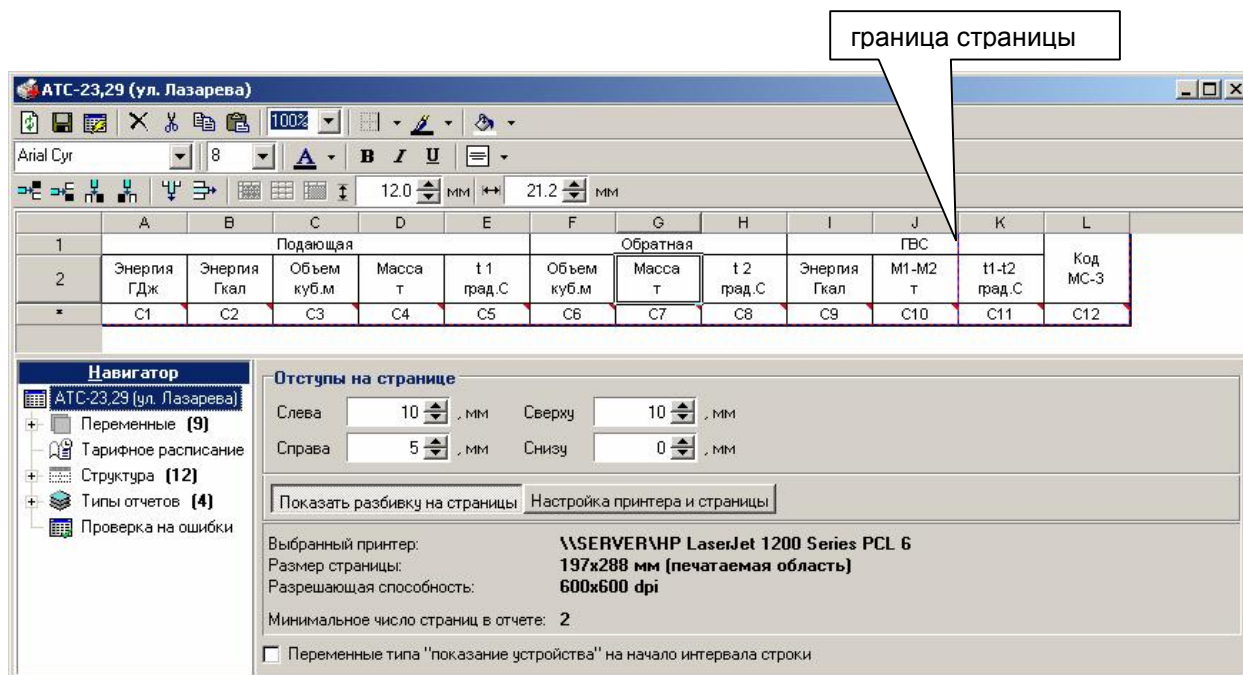 граница страницы
АТС-23,29 (ул. Лазарева)
100%
Arial Cyr 8 A B I U
12.0 мм 21.2 мм
A B C D E F G H I J K L
1 Подающая Обратная ГВС Код МС-3
2 Энергия ГДж Энергия Гкал Объем куб.м Масса т t 1 град.С Объем куб.м Масса т t 2 град.С Энергия Гкал М1-М2 т t1-t2 град.С
* C1 C2 C3 C4 C5 C6 C7 C8 C9 C10 C11 C12
Навигатор
АТС-23,29 (ул. Лазарева)
Переменные (9)
Тарифное расписание
Структура (12)
Типы отчетов (4)
Проверка на ошибки
Отступы на странице
Слева 10 , мм Сверху 10 , мм
Справа 5 , мм Снизу 0 , мм
Показать разбивку на страницы Настройка принтера и страницы
Выбранный принтер: \\SERVER\HP LaserJet 1200 Series PCL 6
Размер страницы: 197x288 мм (печатаемая область)
Разрешающая способность: 600x600 dpi
Минимальное число страниц в отчете: 2
Переменные типа "показание устройства" на начало интервала строки